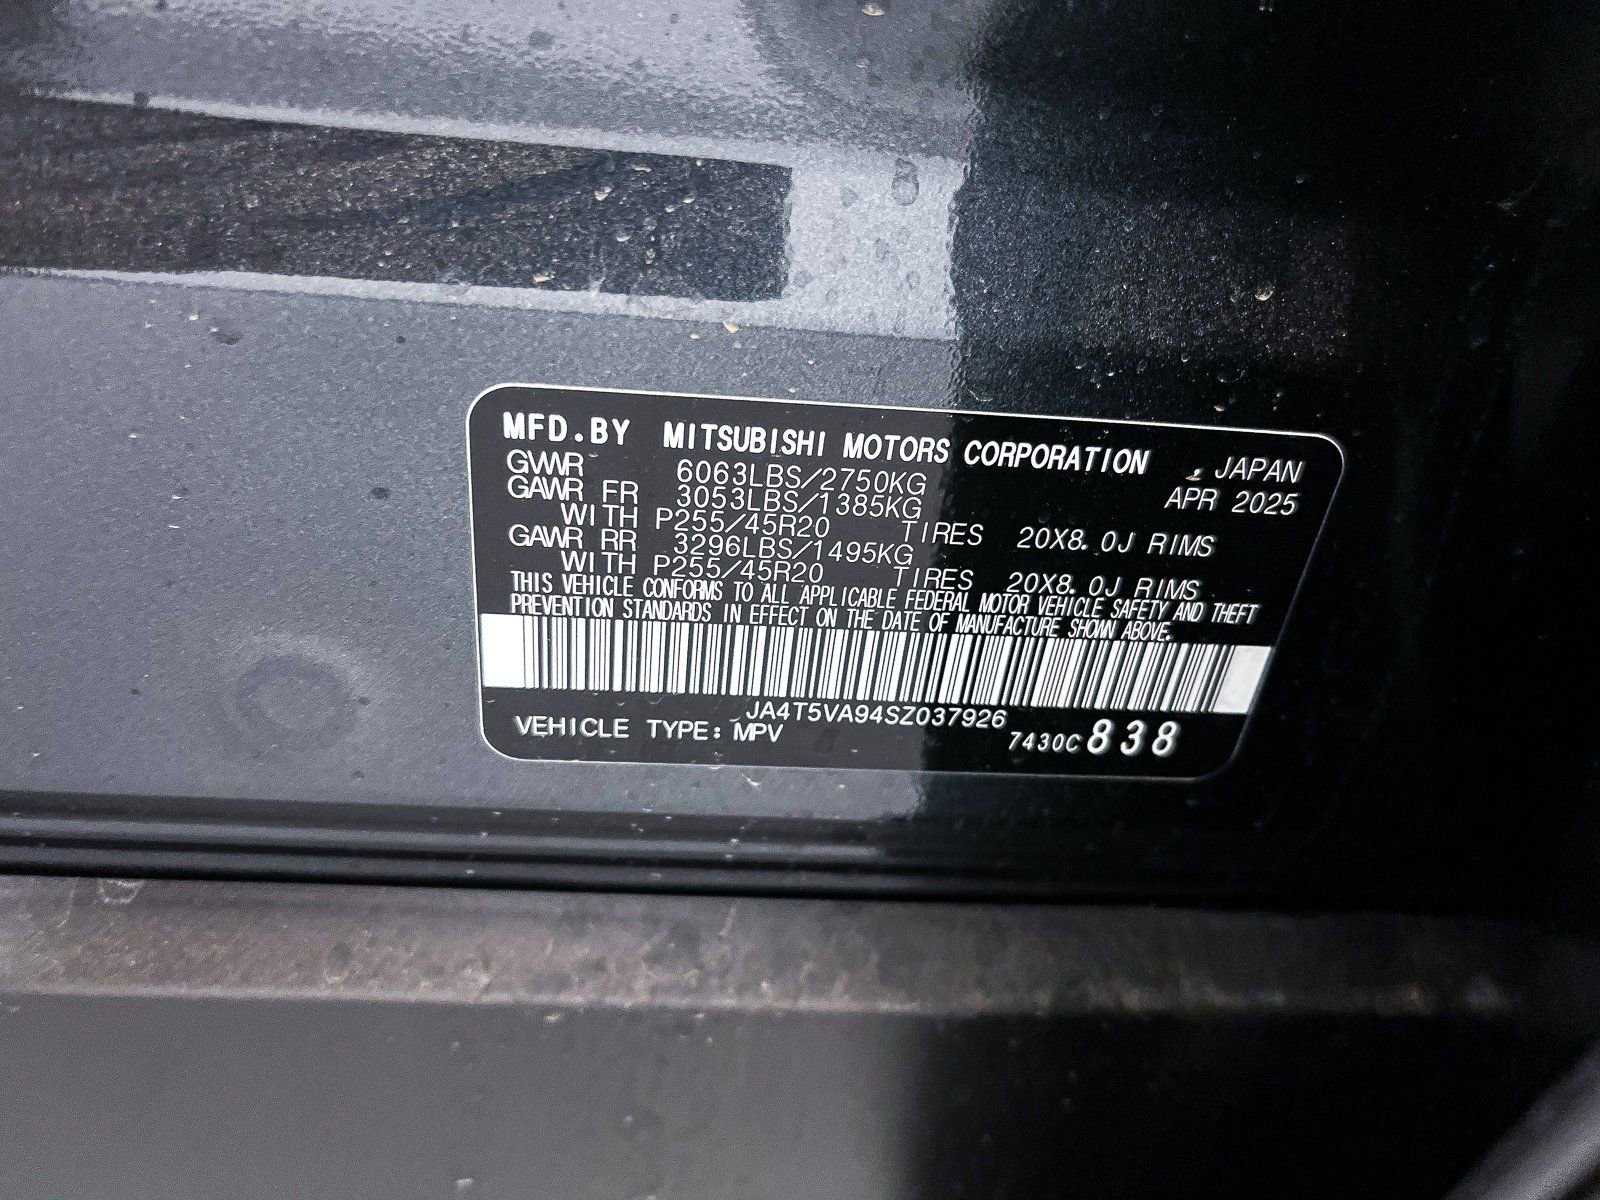 MFD.BY MITSUBISHI MOTORS CORPORATION JAPAN
GVWR 6063LBS/2750KG APR 2025
GAWR FR 3053LBS/1385KG
WITH P255/45R20 TIRES 20X8.0J RIMS
GAWR RR 3296LBS/1495KG
WITH P255/45R20 TIRES 20X8.0J RIMS
THIS VEHICLE CONFORMS TO ALL APPLICABLE FEDERAL MOTOR VEHICLE SAFETY AND THEFT
PREVENTION STANDARDS IN EFFECT ON THE DATE OF MANUFACTURE SHOWN ABOVE.
JA4T5VA94SZ037926
VEHICLE TYPE: MPV 7430C 838